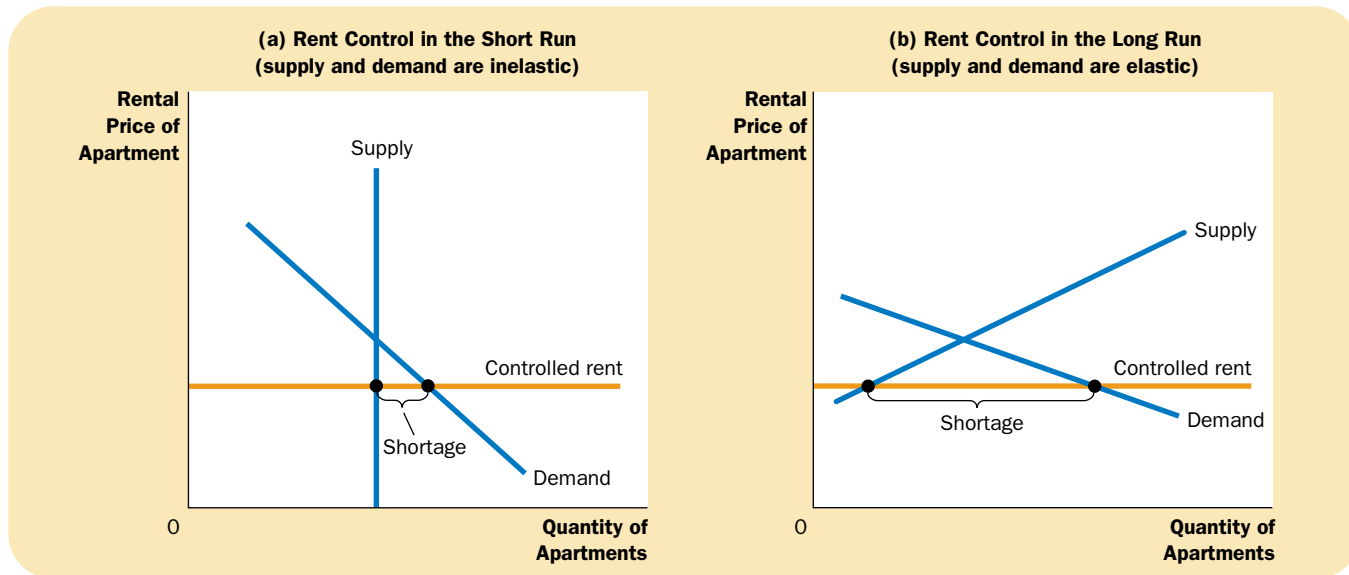 (a) Rent Control in the Short Run
(supply and demand are inelastic)
Rental
Price of
Apartment
Supply
Controlled rent
Shortage
Demand
0
Quantity of
Apartments
(b) Rent Control in the Long Run
(supply and demand are elastic)
Rental
Price of
Apartment
Supply
Controlled rent
Shortage
Demand
0
Quantity of
Apartments